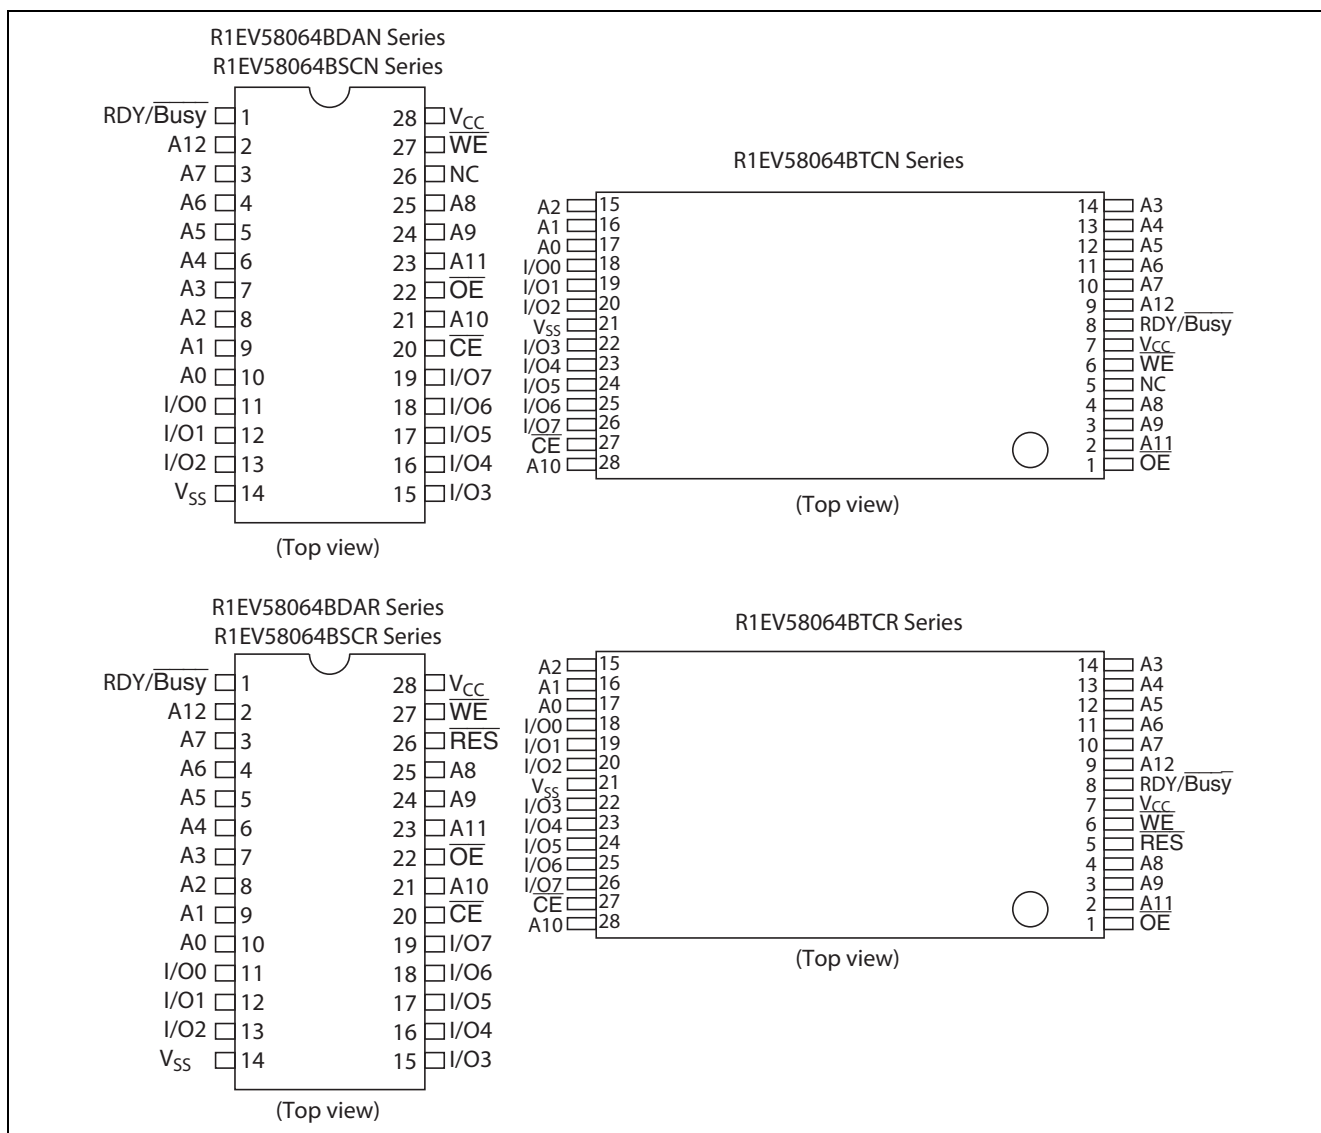 R1EV58064BDAN Series
R1EV58064BSCN Series
RDY/Busy 1 28 VCC
A12 2 27 WE
A7 3 26 NC
A6 4 25 A8
A5 5 24 A9
A4 6 23 A11
A3 7 22 OE
A2 8 21 A10
A1 9 20 CE
A0 10 19 I/O7
I/O0 11 18 I/O6
I/O1 12 17 I/O5
I/O2 13 16 I/O4
VSS 14 15 I/O3
(Top view)
R1EV58064BTCN Series
A2 15 14 A3
A1 16 13 A4
A0 17 12 A5
I/O0 18 11 A6
I/O1 19 10 A7
I/O2 20 9 A12
VSS 21 8 RDY/Busy
I/O3 22 7 VCC
I/O4 23 6 WE
I/O5 24 5 NC
I/O6 25 4 A8
I/O7 26 3 A9
CE 27 2 A11
A10 28 1 OE
(Top view)
R1EV58064BDAR Series
R1EV58064BSCR Series
RDY/Busy 1 28 VCC
A12 2 27 WE
A7 3 26 RES
A6 4 25 A8
A5 5 24 A9
A4 6 23 A11
A3 7 22 OE
A2 8 21 A10
A1 9 20 CE
A0 10 19 I/O7
I/O0 11 18 I/O6
I/O1 12 17 I/O5
I/O2 13 16 I/O4
VSS 14 15 I/O3
(Top view)
R1EV58064BTCR Series
A2 15 14 A3
A1 16 13 A4
A0 17 12 A5
I/O0 18 11 A6
I/O1 19 10 A7
I/O2 20 9 A12
VSS 21 8 RDY/Busy
I/O3 22 7 VCC
I/O4 23 6 WE
I/O5 24 5 RES
I/O6 25 4 A8
I/O7 26 3 A9
CE 27 2 A11
A10 28 1 OE
(Top view)